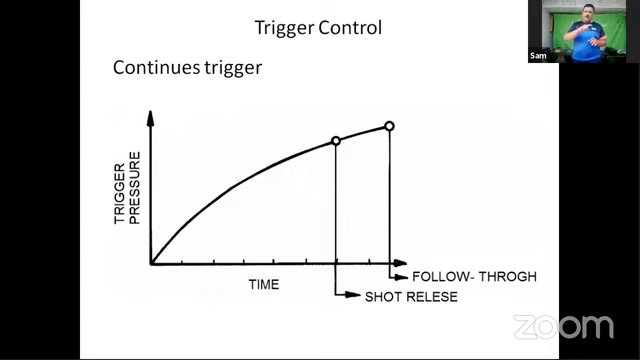 Trigger Control
Sam
Continues trigger
TRIGGER
PRESSURE
TIME
FOLLOW- THROGH
SHOT RELESE
zoom